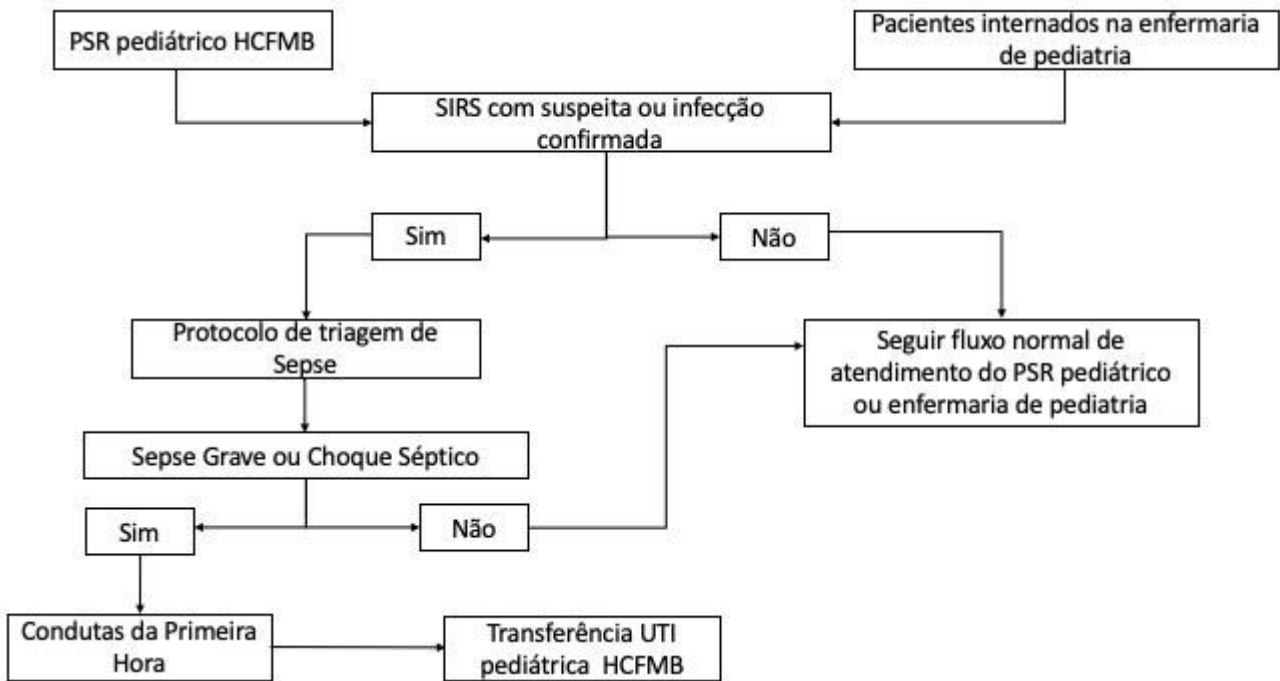 PSR pediátrico HCFMB
Pacientes internados na enfermaria
de pediatria
SIRS com suspeita ou infecção
confirmada
Sim
Não
Protocolo de triagem de
Sepse
Seguir fluxo normal de
atendimento do PSR pediátrico
ou enfermaria de pediatria
Sepse Grave ou Choque Séptico
Sim
Não
Condutas da Primeira
Hora
Transferência UTI
pediátrica HCFMB